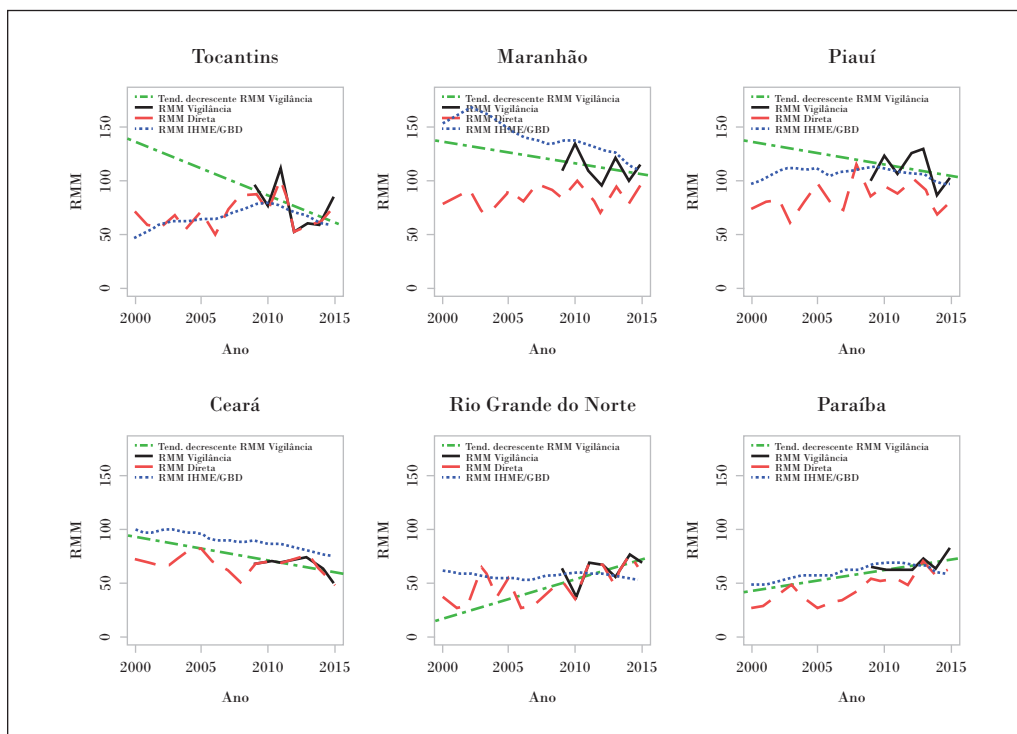 Tocantins
Tend. decrescente RMM Vigilância
RMM Vigilância
RMM Direta
RMM IHME/GBD
RMM
150
100
50
0
2000 2005 2010 2015
Ano
Maranhão
Tend. decrescente RMM Vigilância
RMM Vigilância
RMM Direta
RMM IHME/GBD
RMM
150
100
50
0
2000 2005 2010 2015
Ano
Piauí
Tend. decrescente RMM Vigilância
RMM Vigilância
RMM Direta
RMM IHME/GBD
RMM
150
100
50
0
2000 2005 2010 2015
Ano
Ceará
Tend. decrescente RMM Vigilância
RMM Vigilância
RMM Direta
RMM IHME/GBD
RMM
150
100
50
0
2000 2005 2010 2015
Ano
Rio Grande do Norte
Tend. decrescente RMM Vigilância
RMM Vigilância
RMM Direta
RMM IHME/GBD
RMM
150
100
50
0
2000 2005 2010 2015
Ano
Paraíba
Tend. decrescente RMM Vigilância
RMM Vigilância
RMM Direta
RMM IHME/GBD
RMM
150
100
50
0
2000 2005 2010 2015
Ano